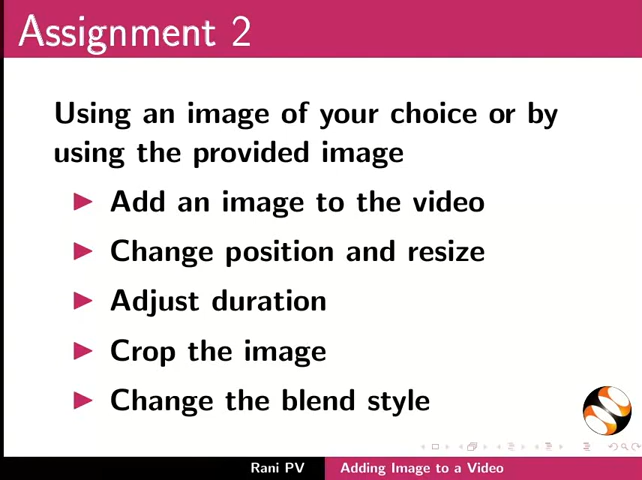 Assignment 2
Using an image of your choice or by
using the provided image
Add an image to the video
Change position and resize
Adjust duration
Crop the image
Change the blend style
Rani PV
Adding Image to a Video